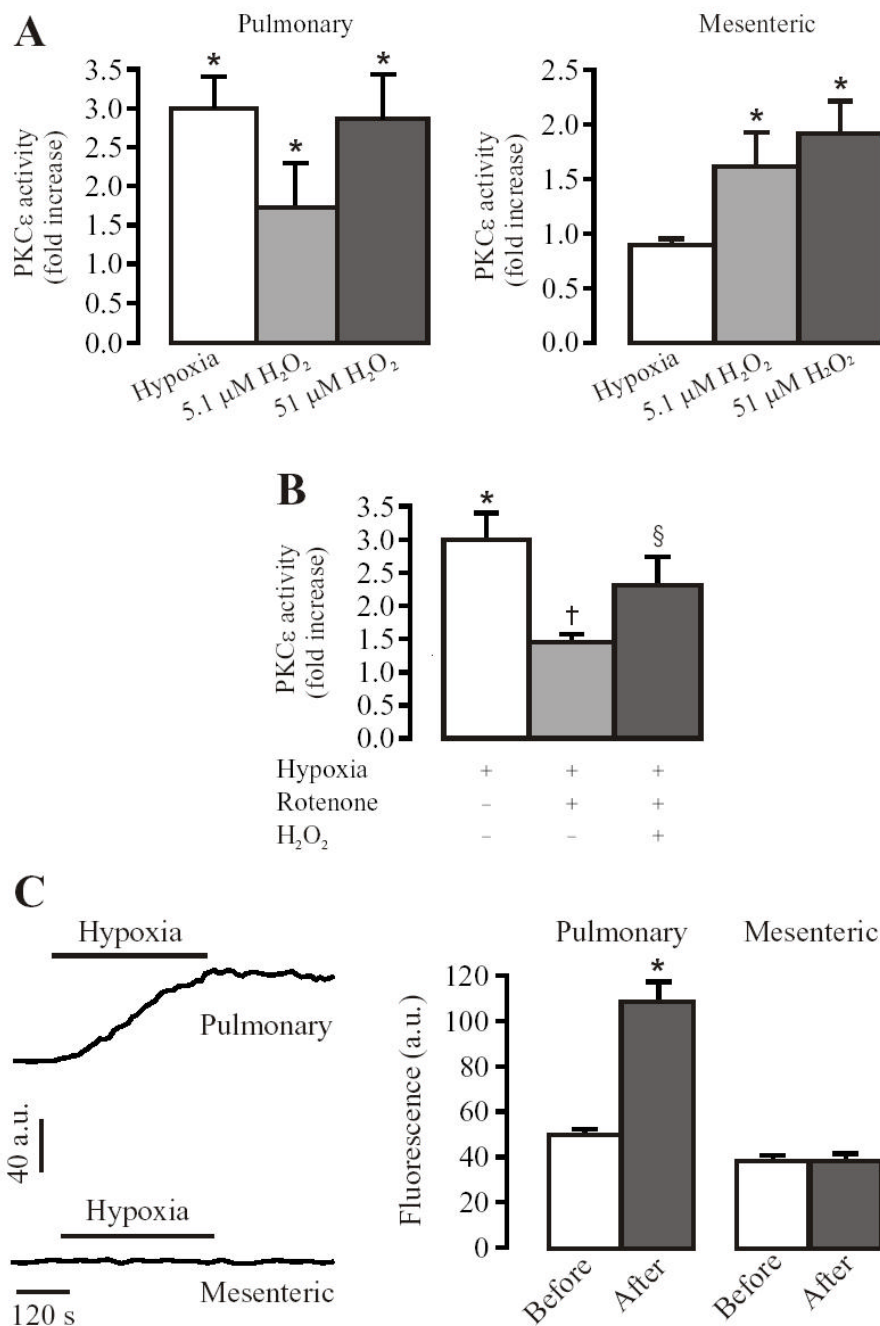 A
Pulmonary
PKCε activity
(fold increase)
3.5
3.0
2.5
2.0
1.5
1.0
0.5
0.0
*
*
*
Hypoxia
5.1 μM H₂O₂
51 μM H₂O₂
Mesenteric
PKCε activity
(fold increase)
2.5
2.0
1.5
1.0
0.5
0.0
*
*
Hypoxia
5.1 μM H₂O₂
51 μM H₂O₂
B
PKCε activity
(fold increase)
3.5
3.0
2.5
2.0
1.5
1.0
0.5
0.0
*
†
§
Hypoxia + + +
Rotenone – + +
H₂O₂ – – +
C
Hypoxia
Pulmonary
40 a.u.
Hypoxia
Mesenteric
120 s
Pulmonary Mesenteric
Fluorescence (a.u.)
120
100
80
60
40
20
0
*
Before
After
Before
After